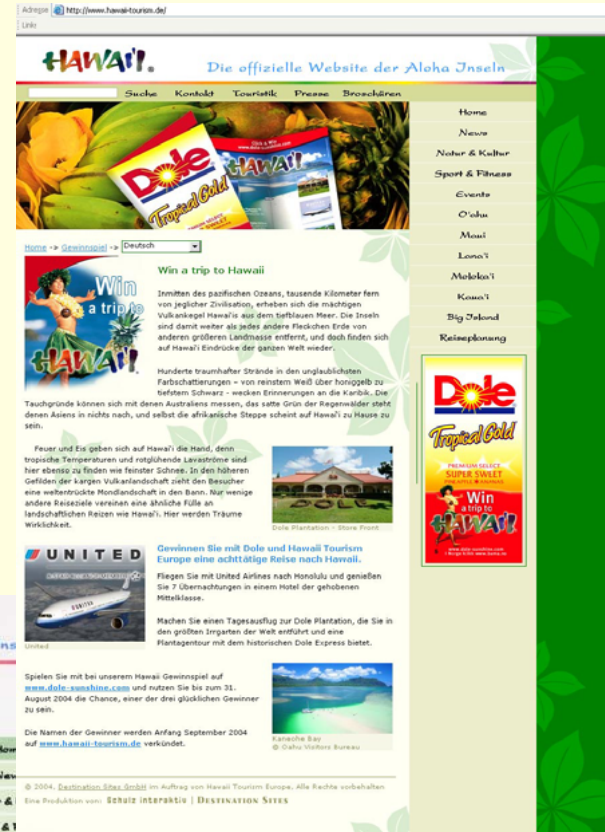 Adresse http://www.hawaii-tourism.de/
Links
HAWAI'I.
Die offizielle Website der Aloha Inseln
Suche Kontakt Touristik Presse Broschüren
Dole
Tropical Gold
HAWAI'I
Home -> Gewinnspiel -> Deutsch
Win
a trip to
HAWAI'I
Win a trip to Hawaii
Inmitten des pazifischen Ozeans, tausende Kilometer fern
von jeglicher Zivilisation, erheben sich die mächtigen
Vulkankegel Hawai'is aus dem tiefblauen Meer. Die Inseln
sind damit weiter als jedes andere Fleckchen Erde von
anderen größeren Landmasse entfernt, und doch finden sich
auf Hawai'i Eindrücke der ganzen Welt wieder.
Hunderte traumhafter Strände in den unglaublichsten
Farbschattierungen – von reinstem Weiß über honiggelb zu
tiefstem Schwarz - wecken Erinnerungen an die Karibik. Die
Tauchgründe können sich mit denen Australiens messen, das satte Grün der Regenwälder steht
denen Asiens in nichts nach, und selbst die afrikanische Steppe scheint auf Hawai'i zu Hause zu
sein.
Feuer und Eis geben sich auf Hawai'i die Hand, denn
tropische Temperaturen und rotglühende Lavaströme sind
hier ebenso zu finden wie feinster Schnee. In den höheren
Gefilden der kargen Vulkanlandschaft zieht den Besucher
eine weltentrückte Mondlandschaft in den Bann. Nur wenige
andere Reiseziele vereinen eine ähnliche Fülle an
landschaftlichen Reizen wie Hawai'i. Hier werden Träume
Wirklichkeit.
Dole Plantation - Store Front
UNITED
United
Gewinnen Sie mit Dole und Hawaii Tourism
Europe eine achttätige Reise nach Hawaii.
Fliegen Sie mit United Airlines nach Honolulu und genießen
Sie 7 Übernachtungen in einem Hotel der gehobenen
Mittelklasse.
Machen Sie einen Tagesausflug zur Dole Plantation, die Sie in
den größten Irrgarten der Welt entführt und eine
Plantagentour mit dem historischen Dole Express bietet.
Spielen Sie mit bei unserem Hawaii Gewinnspiel auf
www.dole-sunshine.com und nutzen Sie bis zum 31.
August 2004 die Chance, einer der drei glücklichen Gewinner
zu sein.
Die Namen der Gewinner werden Anfang September 2004
auf www.hawaii-tourism.de verkündet.
Kaneohe Bay
© Oahu Visitors Bureau
© 2004, Destination Sites GmbH im Auftrag von Hawaii Tourism Europe. Alle Rechte vorbehalten
Eine Produktion von: Schulz interaktiv | DESTINATION SITES
Home
News
Natur & Kultur
Sport & Fitness
Events
O'ahu
Maui
Lana'i
Moloka'i
Kaua'i
Big Island
Reiseplanung
Dole
Tropical Gold
PREMIUM SELECT
SUPER SWEET
PINEAPPLE ANANAS
Win
a trip to
HAWAI'I
www.dole-sunshine.com